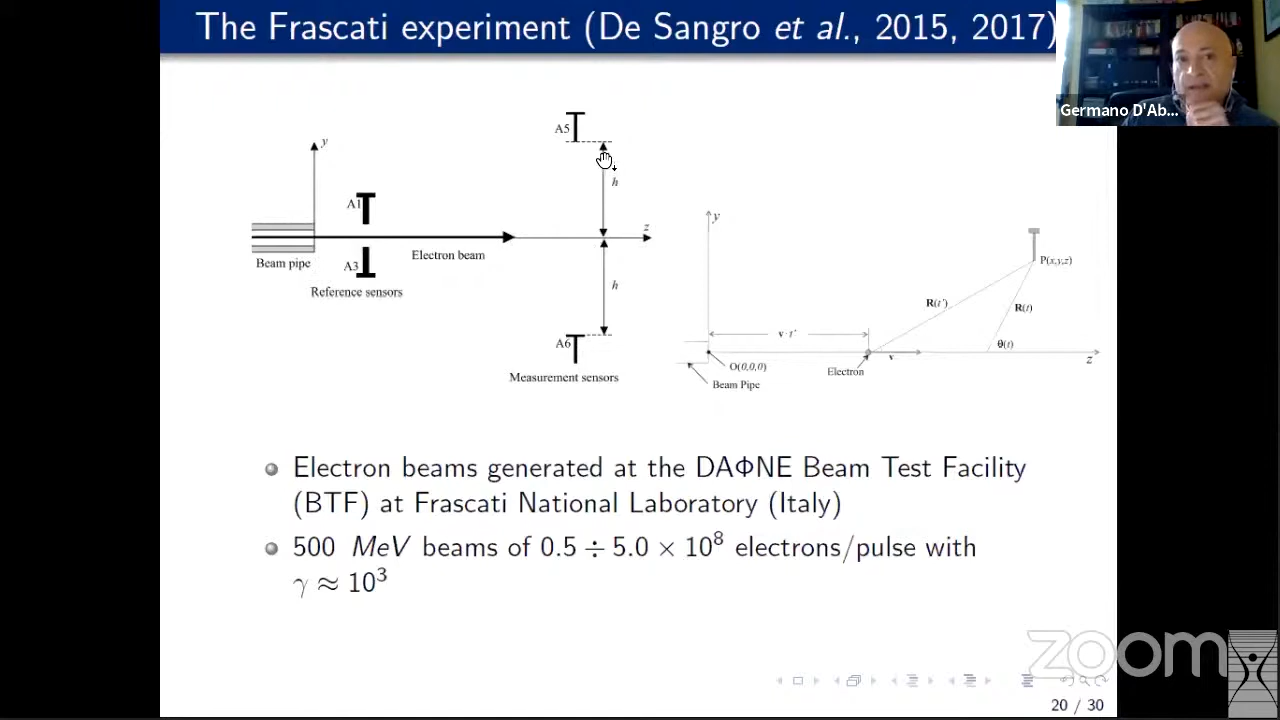 The Frascati experiment (De Sangro et al., 2015, 2017)
Germano D'Ab...
A5
y
h
A1
z
y
Electron beam
P(x,y,z)
Beam pipe
A3
h
Reference sensors
R(t')
R(t)
v·t'
A6
θ(t)
O(0,0,0)
Electron
v
z
Measurement sensors
Beam Pipe
Electron beams generated at the DAΦNE Beam Test Facility
(BTF) at Frascati National Laboratory (Italy)
500 MeV beams of 0.5 ÷ 5.0 × 10⁸ electrons/pulse with
γ ≈ 10³
zoom
20 / 30